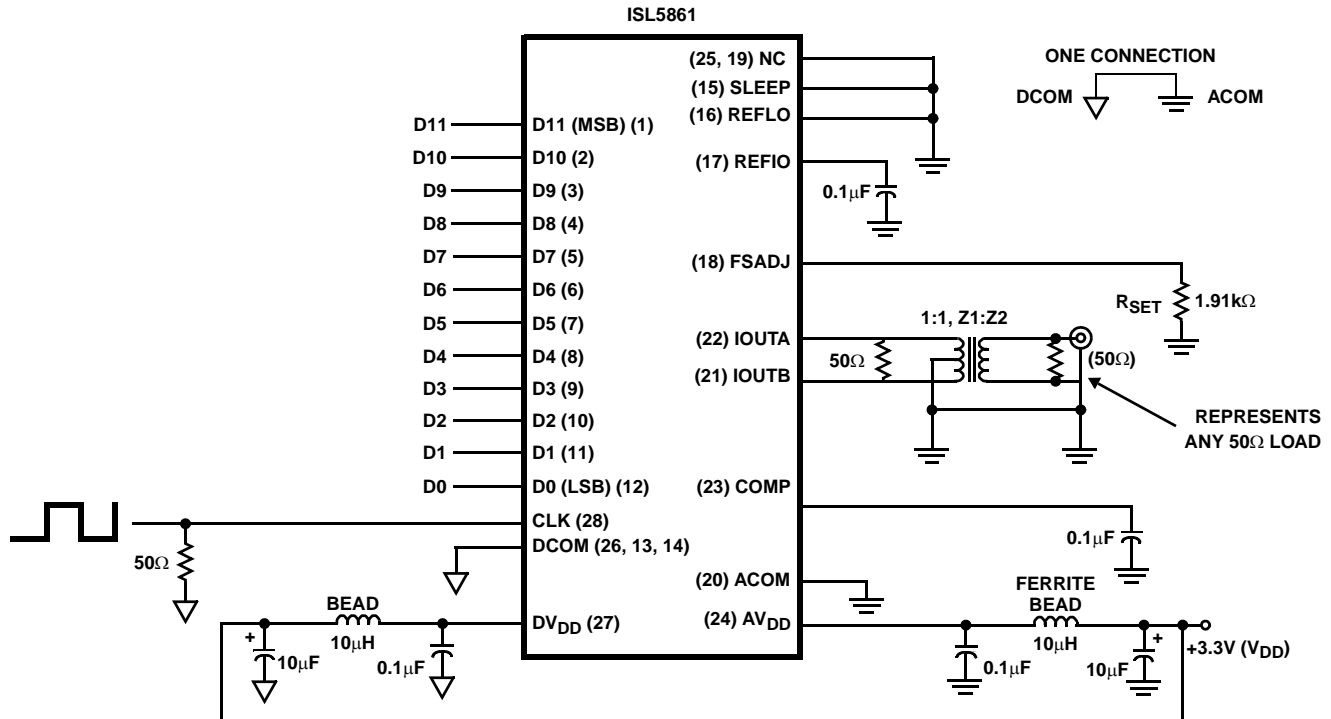 ISL5861
(25, 19) NC
ONE CONNECTION
(15) SLEEP
DCOM
ACOM
(16) REFLO
D11
D11 (MSB) (1)
D10
D10 (2)
(17) REFIO
0.1µF
D9
D9 (3)
D8
D8 (4)
D7
D7 (5)
(18) FSADJ
D6
D6 (6)
RSET
1.91kΩ
D5
D5 (7)
1:1, Z1:Z2
(22) IOUTA
D4
D4 (8)
50Ω
(50Ω)
(21) IOUTB
D3
D3 (9)
D2
D2 (10)
REPRESENTS
ANY 50Ω LOAD
D1
D1 (11)
D0
D0 (LSB) (12)
(23) COMP
CLK (28)
0.1µF
50Ω
DCOM (26, 13, 14)
(20) ACOM
FERRITE
BEAD
BEAD
DVDD (27)
(24) AVDD
+
10µH
10µF
0.1µF
10µH
+
+3.3V (VDD)
0.1µF
10µF